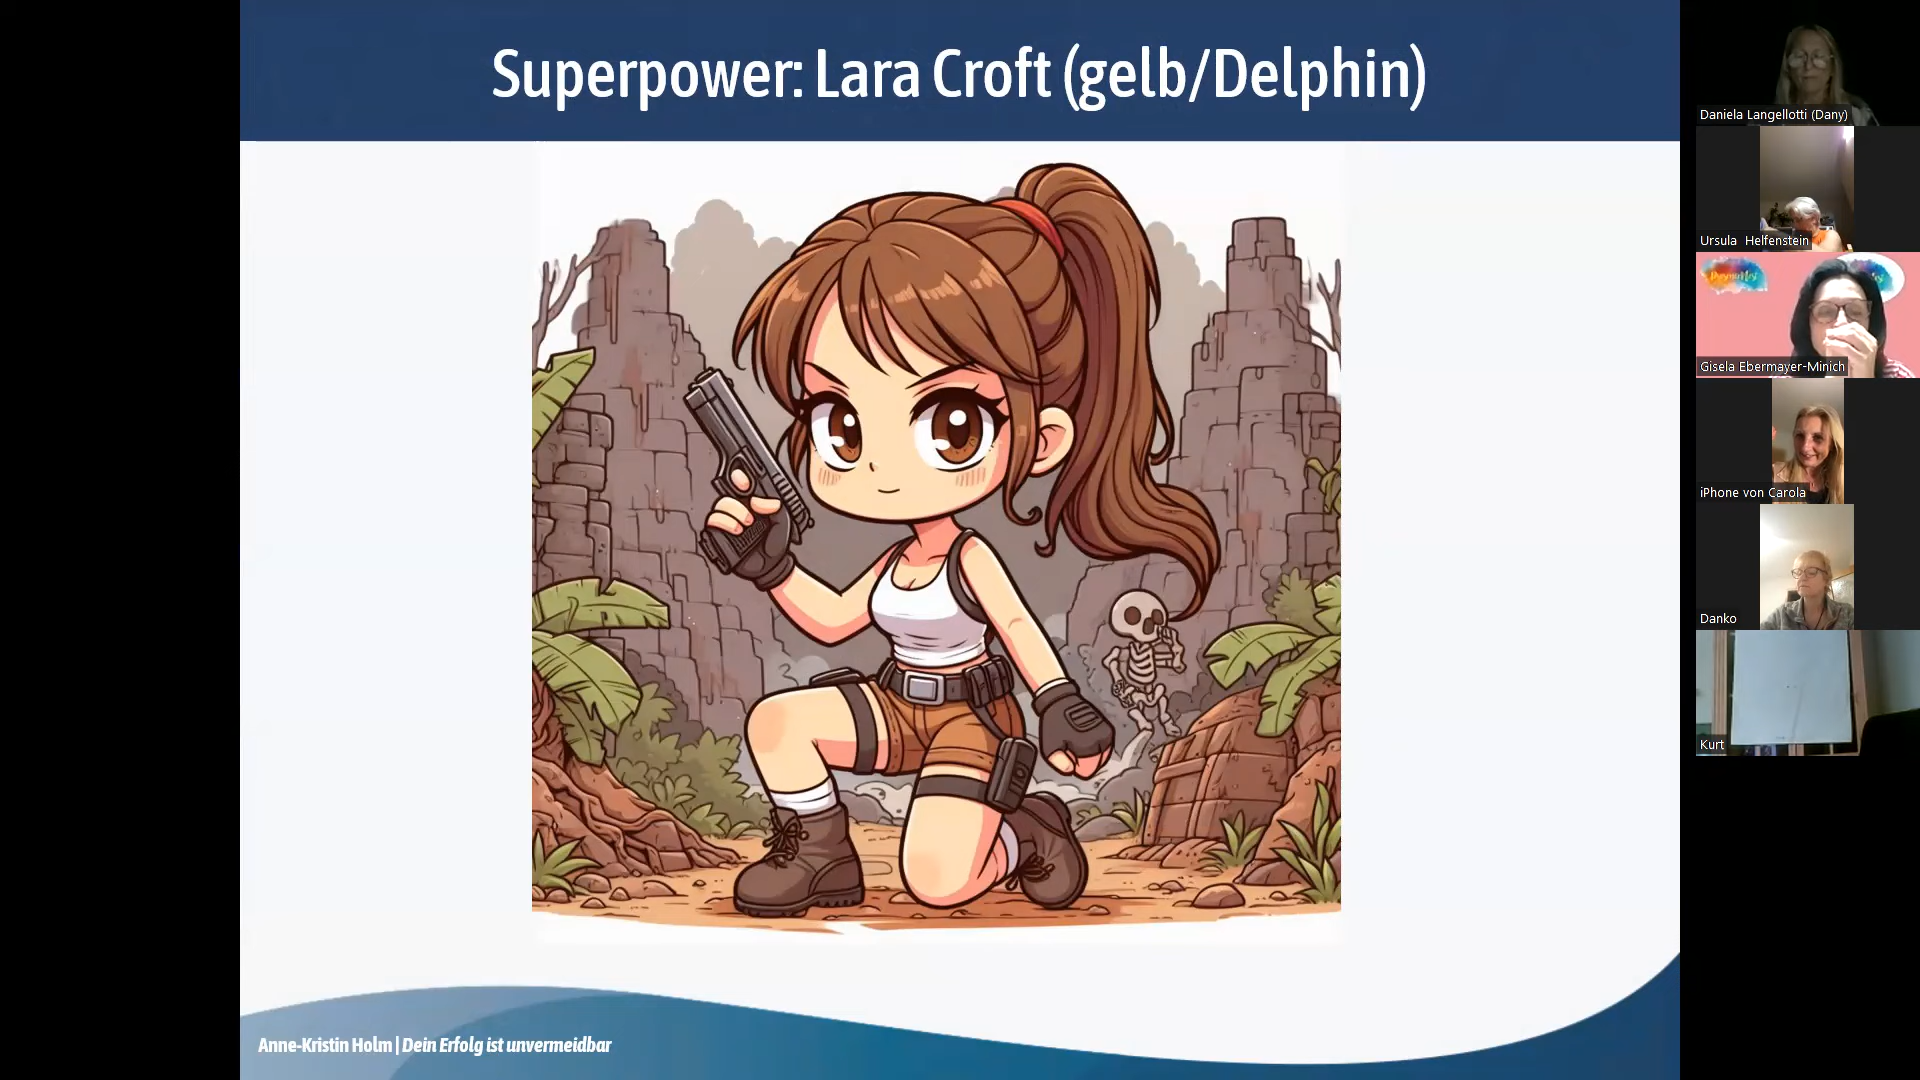 Superpower: Lara Croft (gelb/Delphin)
Daniela Langellotti (Dany)
Ursula Helfenstein
Gisela Ebermayer-Minich
iPhone von Carola
Danko
Kurt
Anne-Kristin Holm | Dein Erfolg ist unvermeidbar